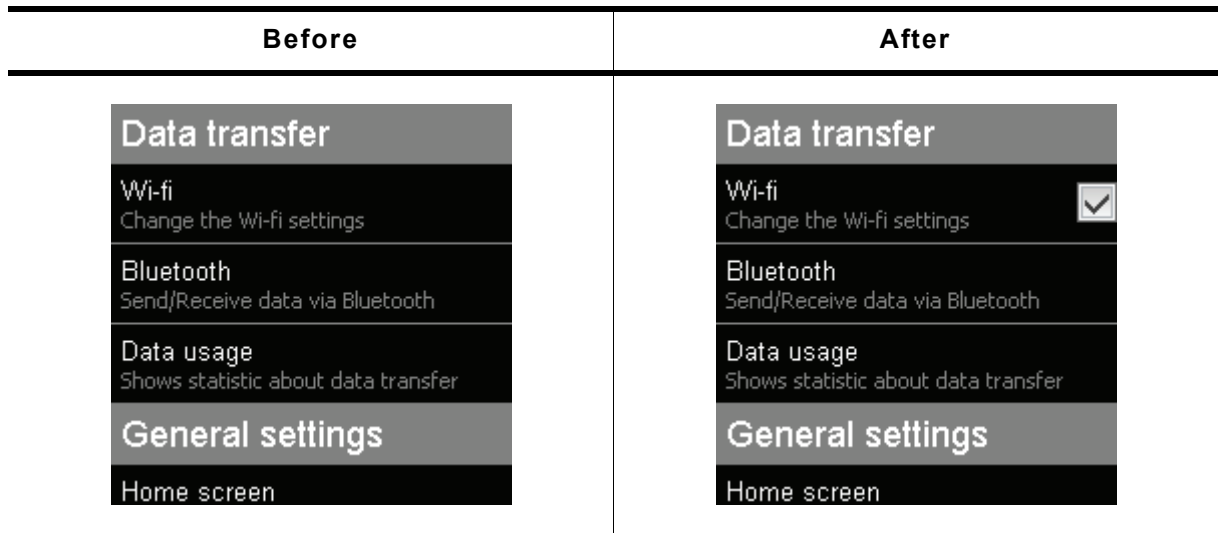 Before
After
Data transfer
Wi-fi
Change the Wi-fi settings
Bluetooth
Send/Receive data via Bluetooth
Data usage
Shows statistic about data transfer
General settings
Home screen
Data transfer
Wi-fi
Change the Wi-fi settings
Bluetooth
Send/Receive data via Bluetooth
Data usage
Shows statistic about data transfer
General settings
Home screen